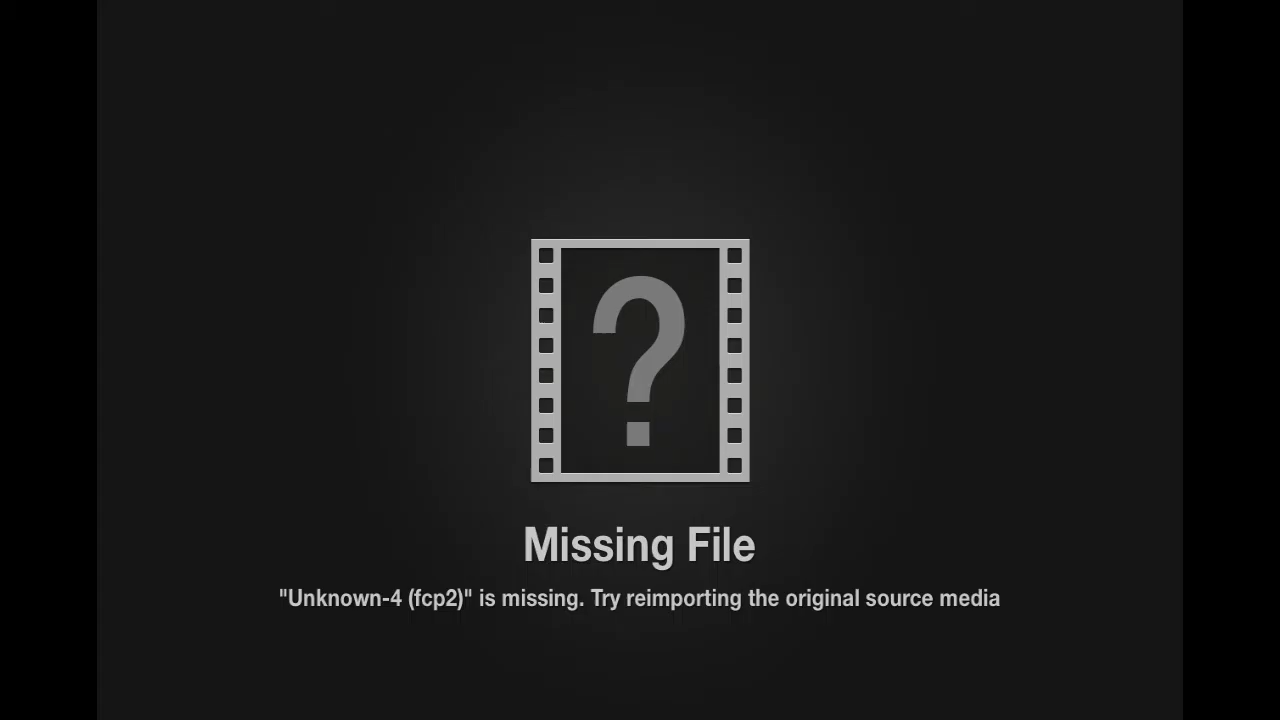 ?
Missing File
"Unknown-4 (fcp2)" is missing. Try reimporting the original source media